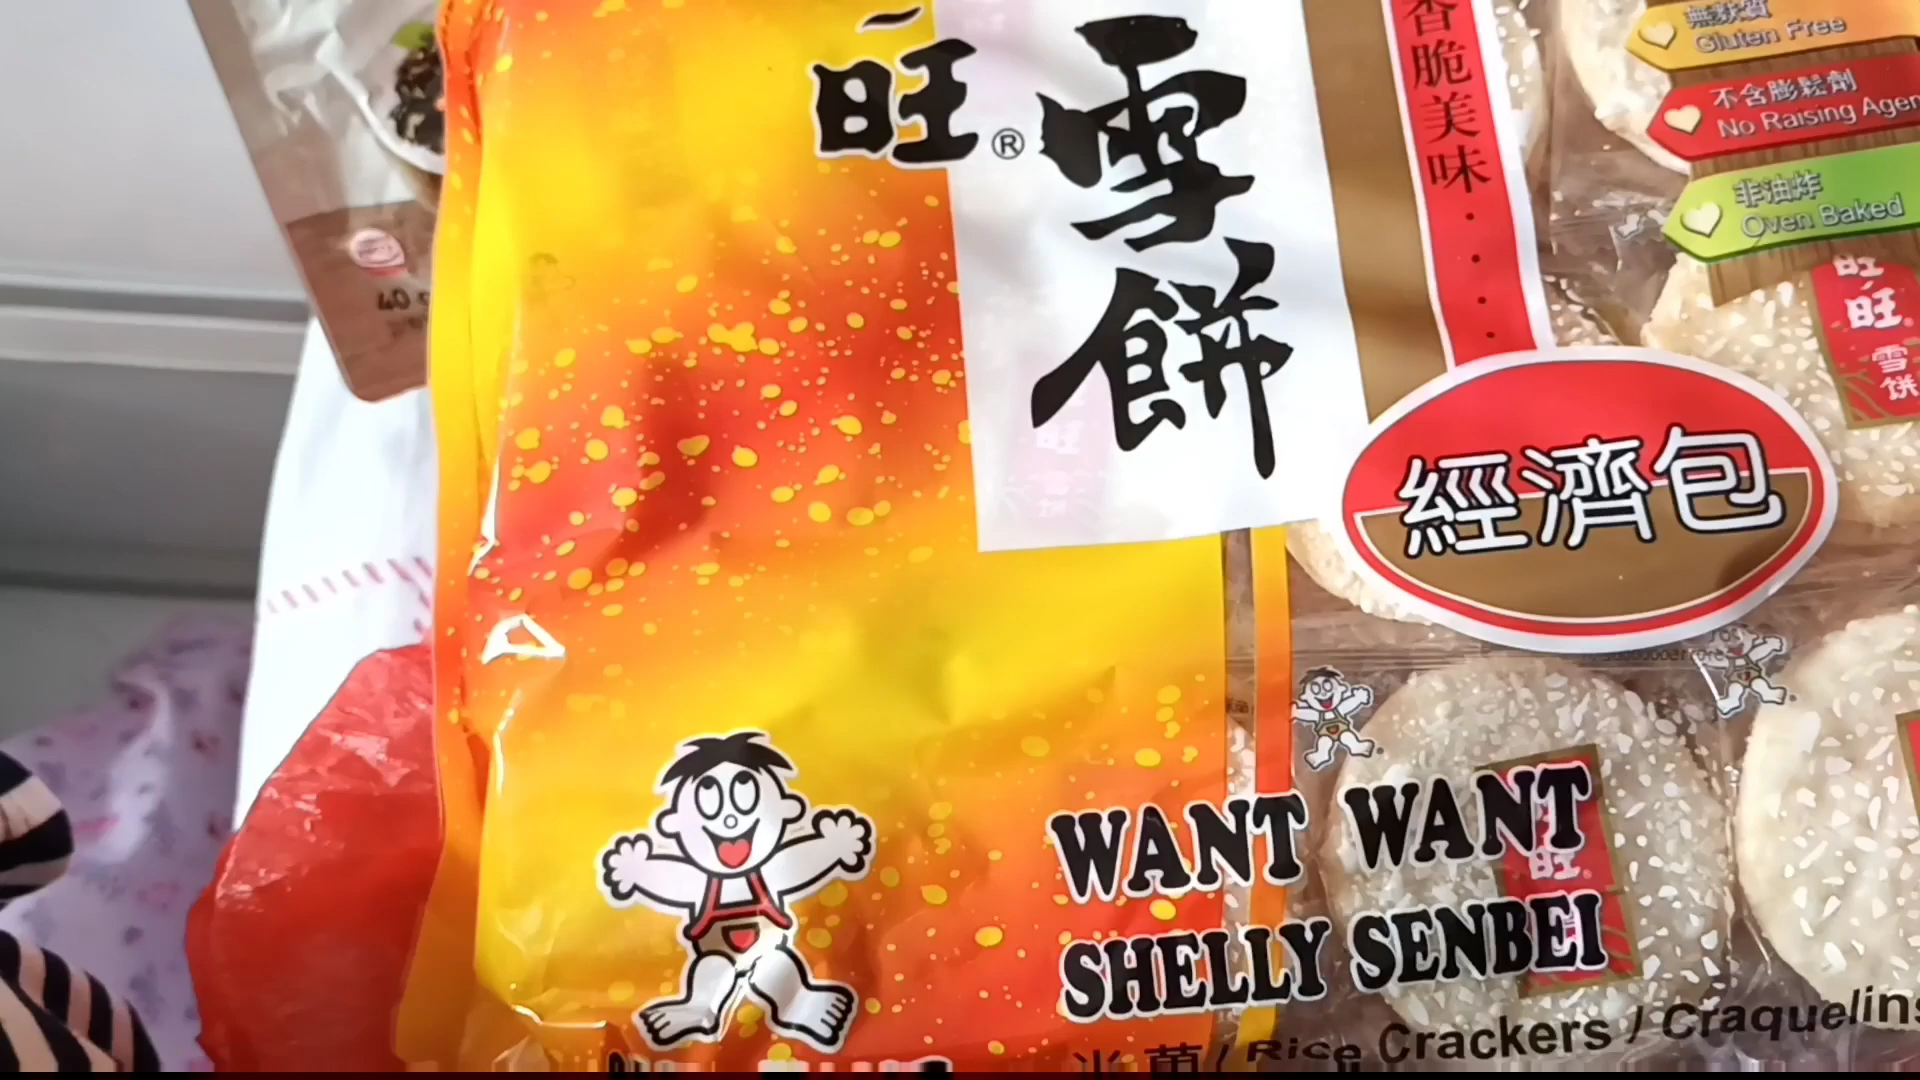 旺®
雪餅
香脆美味
無麩質
Gluten Free
不含膨鬆劑
No Raising Agen
非油炸
Oven Baked
旺旺
雪餅
經濟包
40 g
WANT WANT
SHELLY SENBEI
旺
Rice Crackers / Craquelins